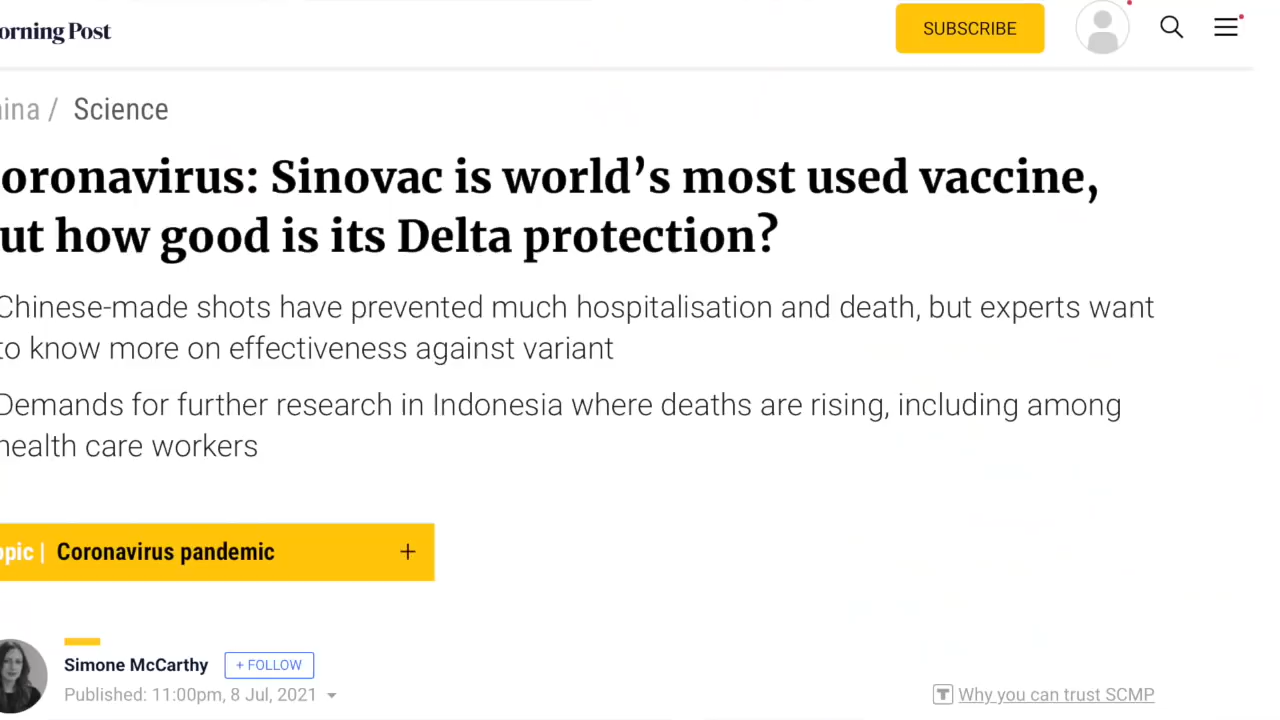 orning Post
SUBSCRIBE
ina / Science
oronavirus: Sinovac is world’s most used vaccine,
ut how good is its Delta protection?
Chinese-made shots have prevented much hospitalisation and death, but experts want
to know more on effectiveness against variant
Demands for further research in Indonesia where deaths are rising, including among
health care workers
opic | Coronavirus pandemic +
Simone McCarthy + FOLLOW
Published: 11:00pm, 8 Jul, 2021
T Why you can trust SCMP